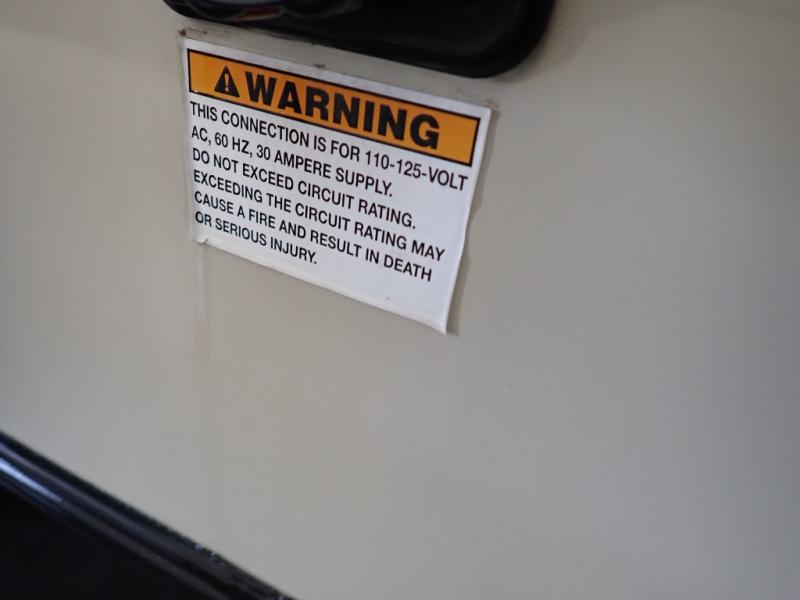 WARNING
THIS CONNECTION IS FOR 110-125-VOLT
AC, 60 HZ, 30 AMPERE SUPPLY.
DO NOT EXCEED CIRCUIT RATING.
EXCEEDING THE CIRCUIT RATING MAY
CAUSE A FIRE AND RESULT IN DEATH
OR SERIOUS INJURY.